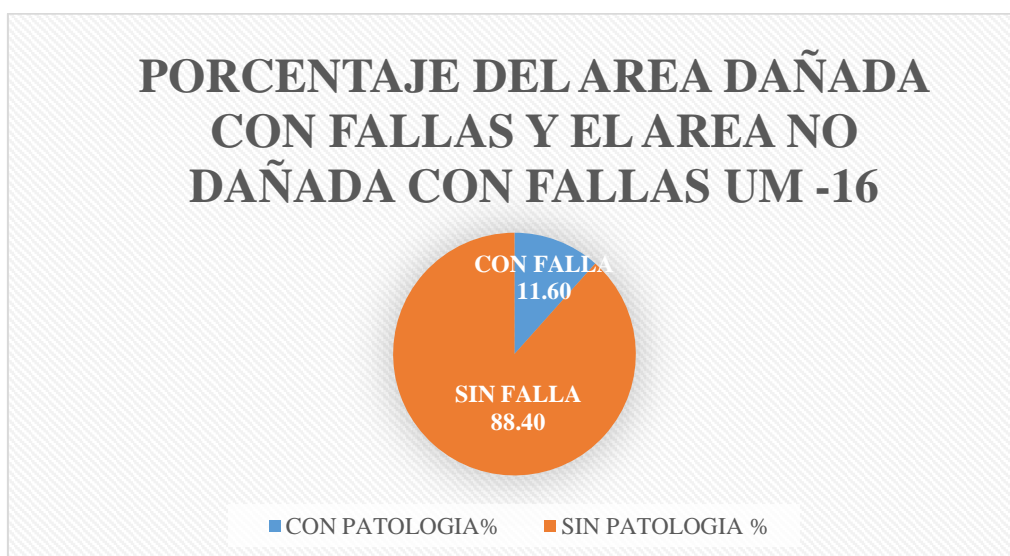 PORCENTAJE DEL AREA DAÑADA
CON FALLAS Y EL AREA NO
DAÑADA CON FALLAS UM -16
CON FALLA
11.60
SIN FALLA
88.40
CON PATOLOGIA%
SIN PATOLOGIA %